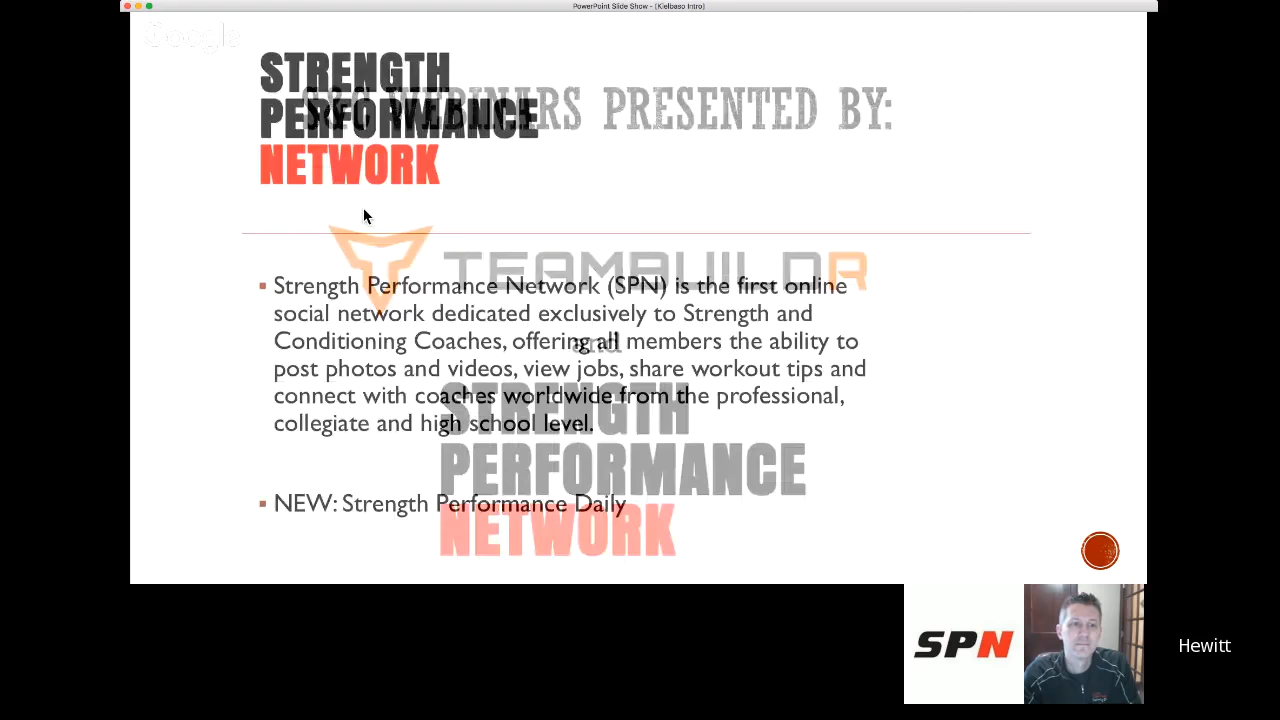 PowerPoint Slide Show - [Kielbaso Intro]
Google
STRENGTH
PERFORMANCE
NETWORK
S&C WEBINARS PRESENTED BY:
TEAMBUILDR
▪ Strength Performance Network (SPN) is the first online
social network dedicated exclusively to Strength and
Conditioning Coaches, offering all members the ability to
post photos and videos, view jobs, share workout tips and
connect with coaches worldwide from the professional,
collegiate and high school level.
and
STRENGTH
PERFORMANCE
NETWORK
▪ NEW: Strength Performance Daily
SPN
Hewitt